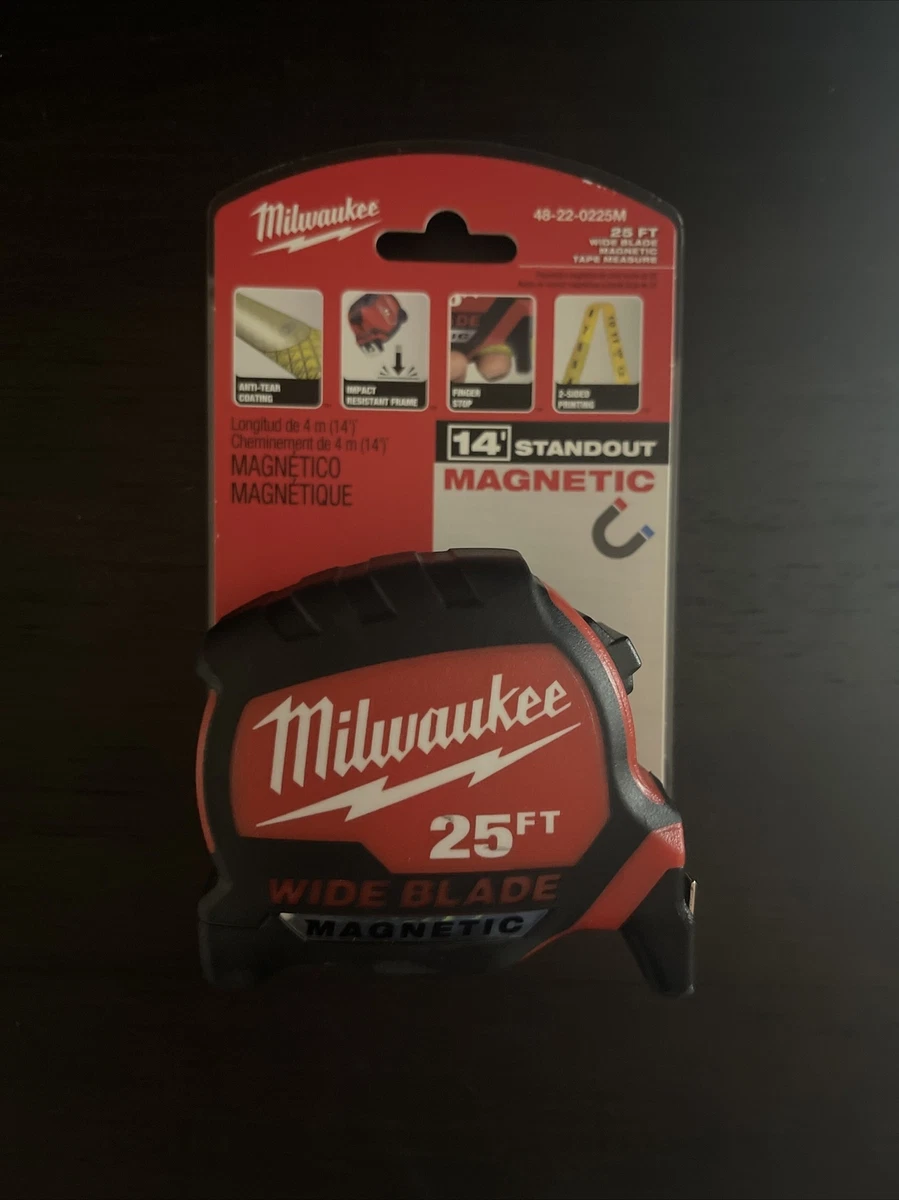 Milwaukee
48-22-0225M
25 FT
WIDE BLADE
MAGNETIC
TAPE MEASURE
ANTI-TEAR
COATING
IMPACT
RESISTANT FRAME
FINGER
STOP
2-SIDED
PRINTING
Longitud de 4 m (14')
Cheminement de 4 m (14')
MAGNÉTICO
MAGNÉTIQUE
14' STANDOUT
MAGNETIC
Milwaukee
25FT
WIDE BLADE
MAGNETIC